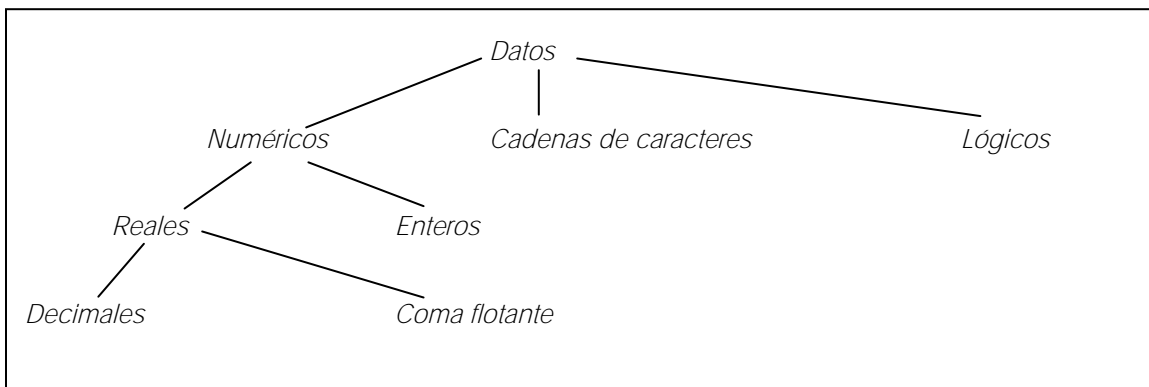 Datos
Numéricos Cadenas de caracteres Lógicos
Reales Enteros
Decimales Coma flotante